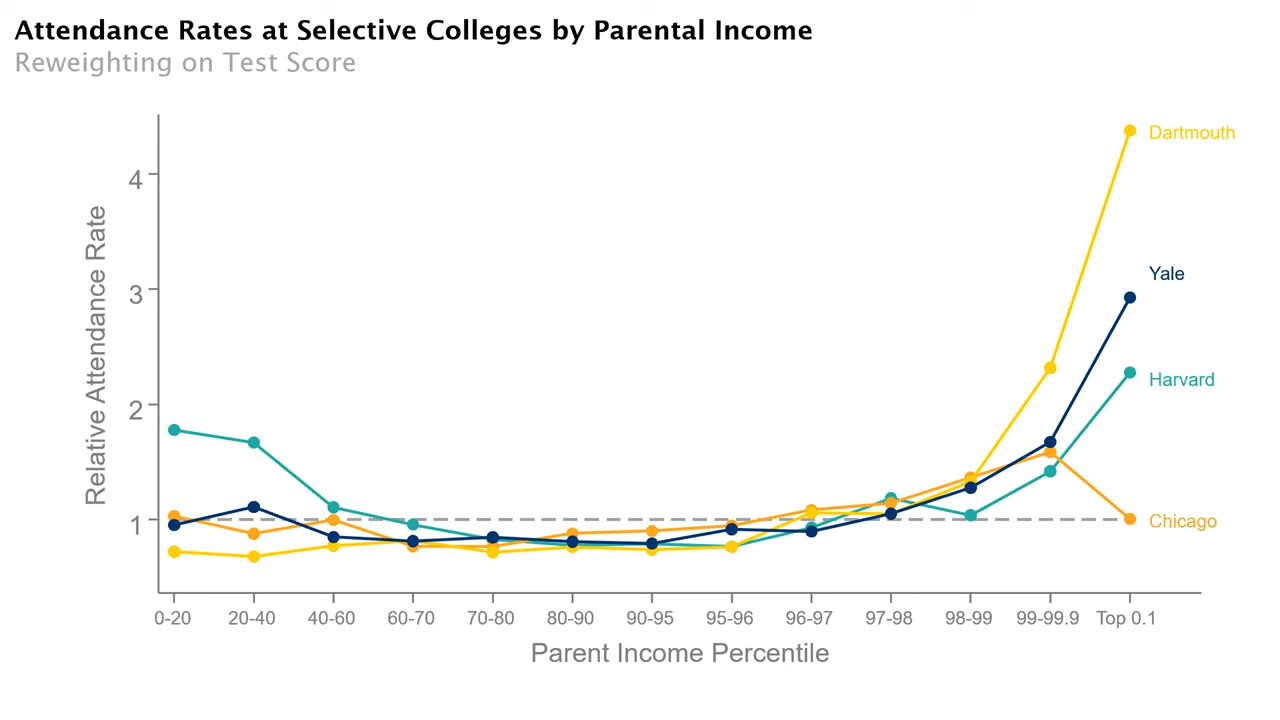 Attendance Rates at Selective Colleges by Parental Income
Reweighting on Test Score
Relative Attendance Rate
4
3
2
1
Dartmouth
Yale
Harvard
Chicago
0-20 20-40 40-60 60-70 70-80 80-90 90-95 95-96 96-97 97-98 98-99 99-99.9 Top 0.1
Parent Income Percentile